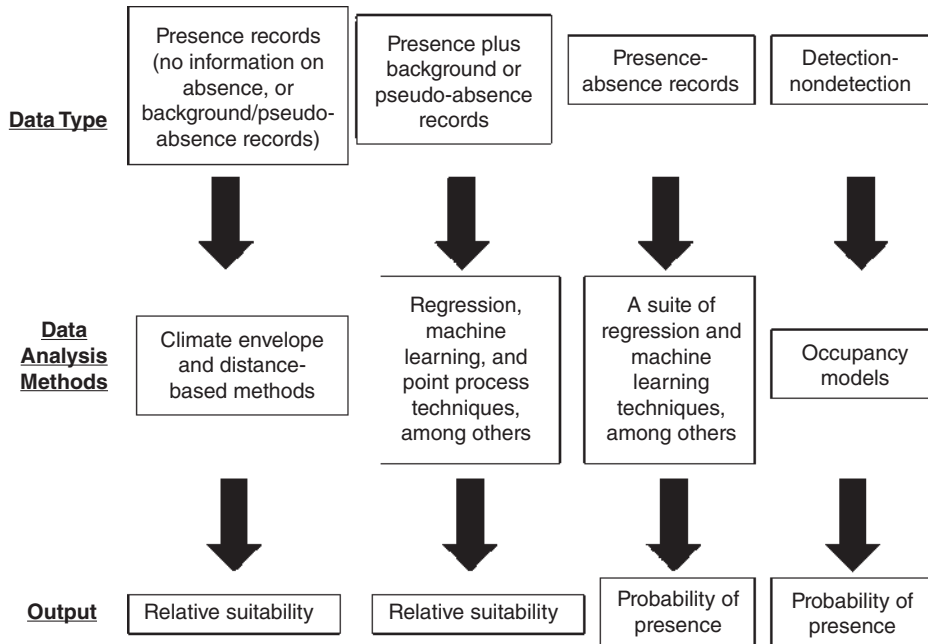 Data Type
Presence records
(no information on
absence, or
background/pseudo-
absence records)
Presence plus
background or
pseudo-absence
records
Presence-
absence records
Detection-
nondetection
Data
Analysis
Methods
Climate envelope
and distance-
based methods
Regression,
machine
learning, and
point process
techniques,
among others
A suite of
regression and
machine
learning
techniques,
among others
Occupancy
models
Output
Relative suitability
Relative suitability
Probability of
presence
Probability of
presence